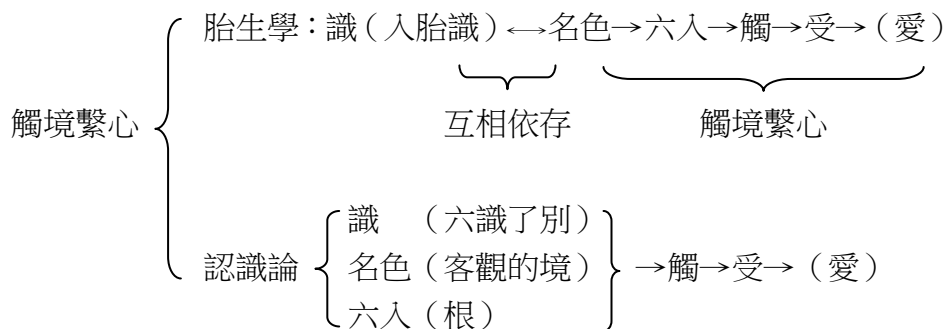 胎生學：識（入胎識）←→名色→六入→觸→受→（愛）
互相依存 觸境繫心
觸境繫心
識 （六識了別）
認識論 名色（客觀的境） →觸→受→（愛）
六入（根）